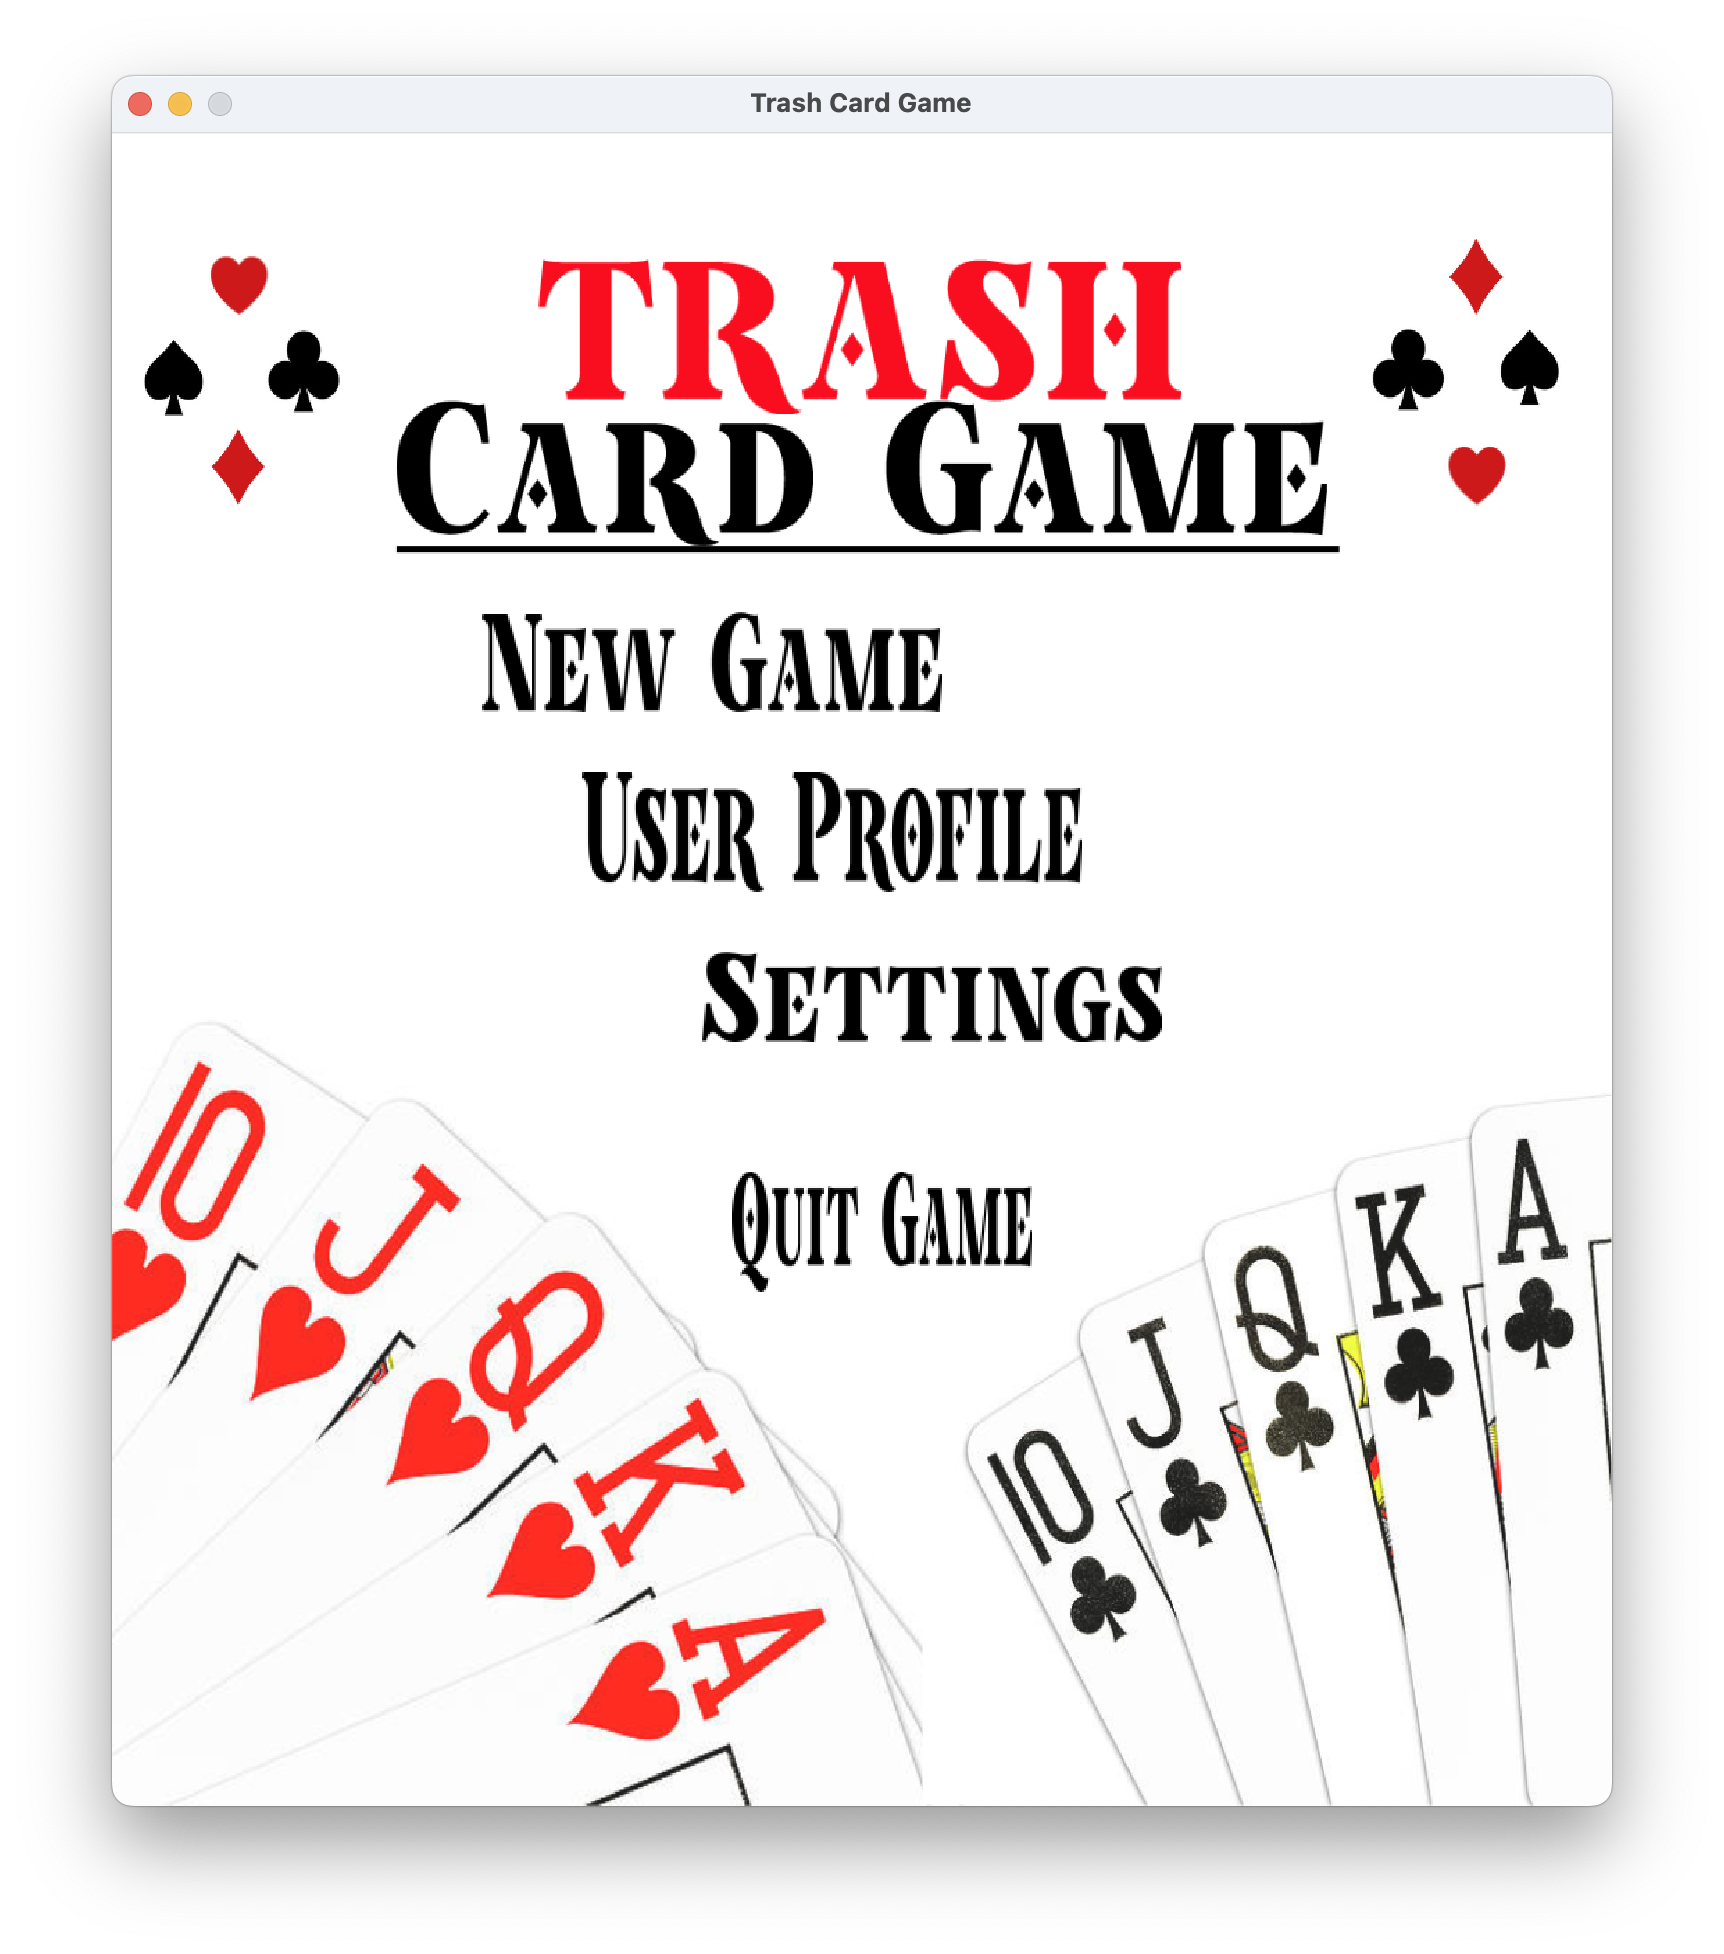 Trash Card Game
TRASH
CARD GAME
NEW GAME
USER PROFILE
SETTINGS
QUIT GAME
10
J
Q
K
A
10
J
Q
K
A